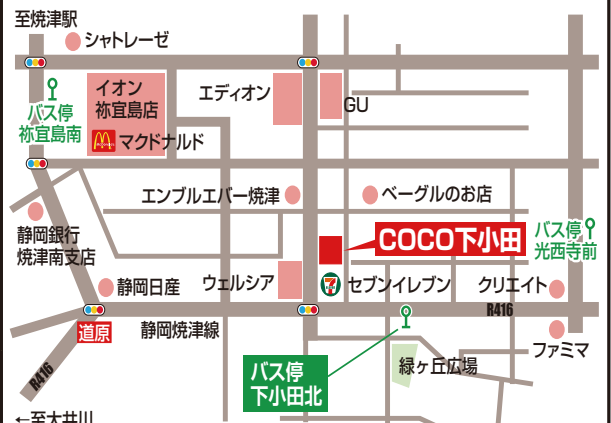 至焼津駅
シャトレーゼ
イオン
祢宜島店
マクドナルド
バス停
祢宜島南
エディオン
GU
エンブルエバー焼津
ベーグルのお店
静岡銀行
焼津南支店
COCO下小田
バス停
光西寺前
静岡日産
ウェルシア
7
セブンイレブン
クリエイト
R416
道原
静岡焼津線
ファミマ
緑ヶ丘広場
バス停
下小田北
R416
←至大井川